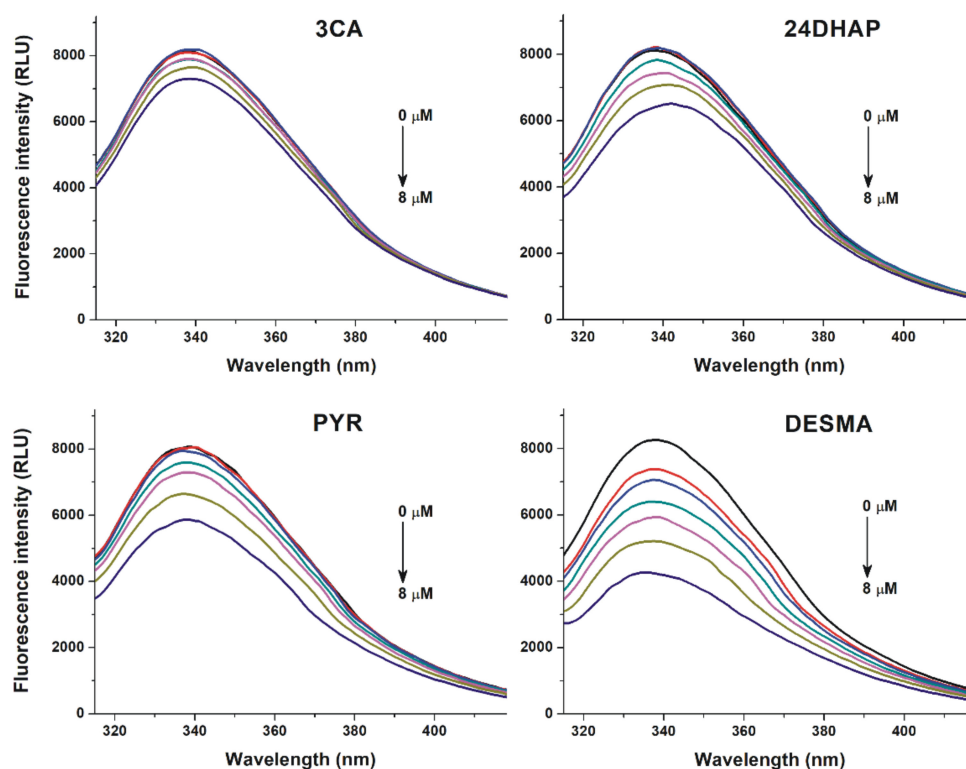 3CA
Fluorescence intensity (RLU)
8000
6000
4000
2000
0
0 μM
8 μM
320 340 360 380 400
Wavelength (nm)
24DHAP
8000
6000
4000
2000
0
0 μM
8 μM
320 340 360 380 400
Wavelength (nm)
PYR
Fluorescence intensity (RLU)
8000
6000
4000
2000
0
0 μM
8 μM
320 340 360 380 400
Wavelength (nm)
DESMA
8000
6000
4000
2000
0
0 μM
8 μM
320 340 360 380 400
Wavelength (nm)